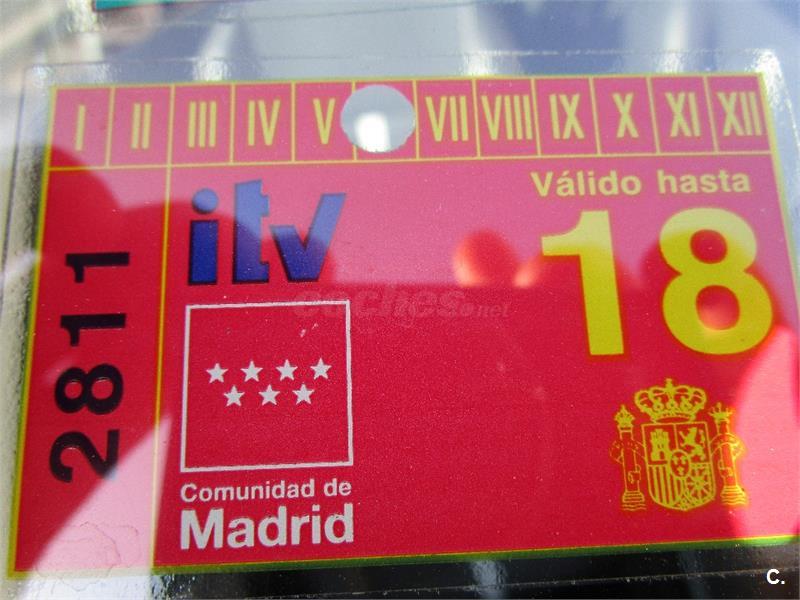 I II III IV V VII VIII IX X XI XII
itv
Válido hasta
18
2811
coches.net
Comunidad de
Madrid
C.